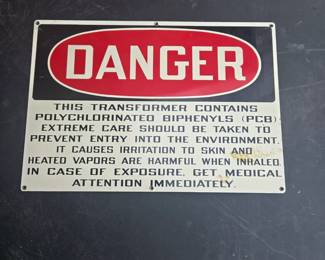 DANGER
THIS TRANSFORMER CONTAINS
POLYCHLORINATED BIPHENYLS (PCB)
EXTREME CARE SHOULD BE TAKEN TO
PREVENT ENTRY INTO THE ENVIRONMENT.
IT CAUSES IRRITATION TO SKIN AND
HEATED VAPORS ARE HARMFUL WHEN INHALED.
IN CASE OF EXPOSURE, GET MEDICAL
ATTENTION IMMEDIATELY.